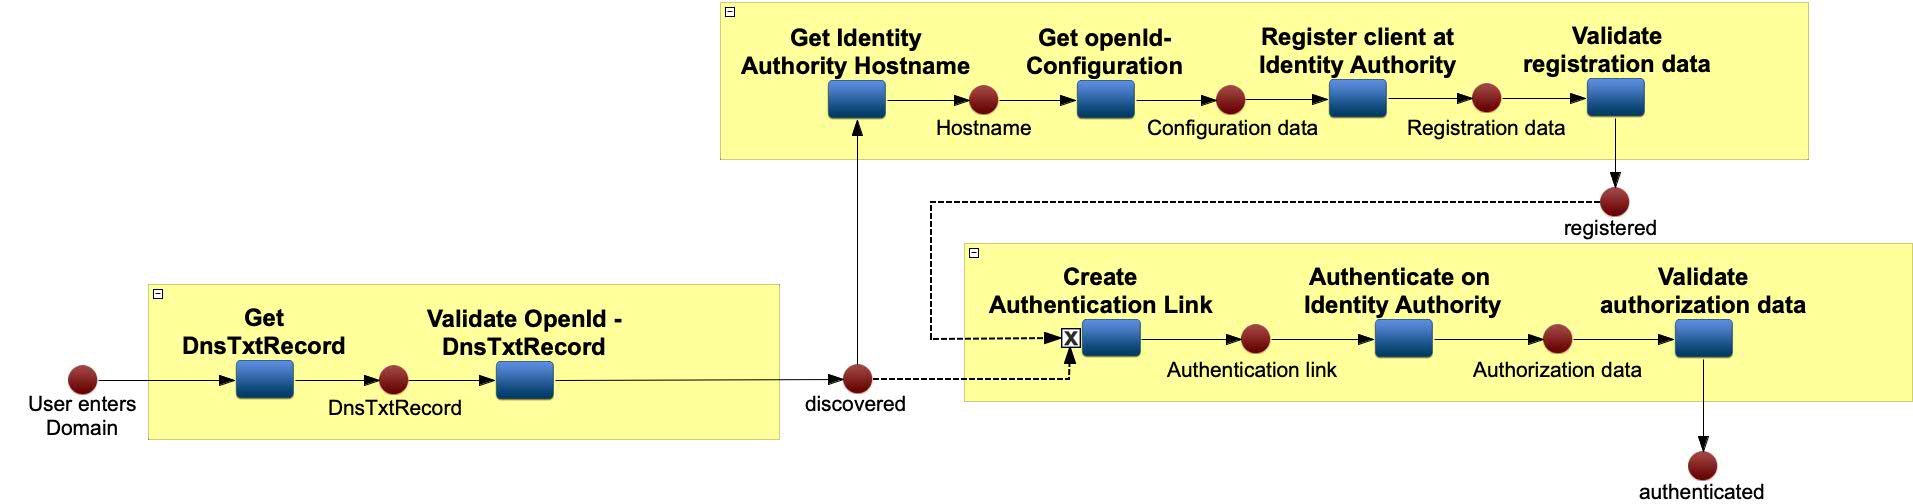 Get Identity
Authority Hostname
Get openId-
Configuration
Register client at
Identity Authority
Validate
registration data
Hostname
Configuration data
Registration data
registered
Create
Authentication Link
Authenticate on
Identity Authority
Validate
authorization data
X
Authentication link
Authorization data
Get
DnsTxtRecord
Validate OpenId -
DnsTxtRecord
User enters
Domain
DnsTxtRecord
discovered
authenticated